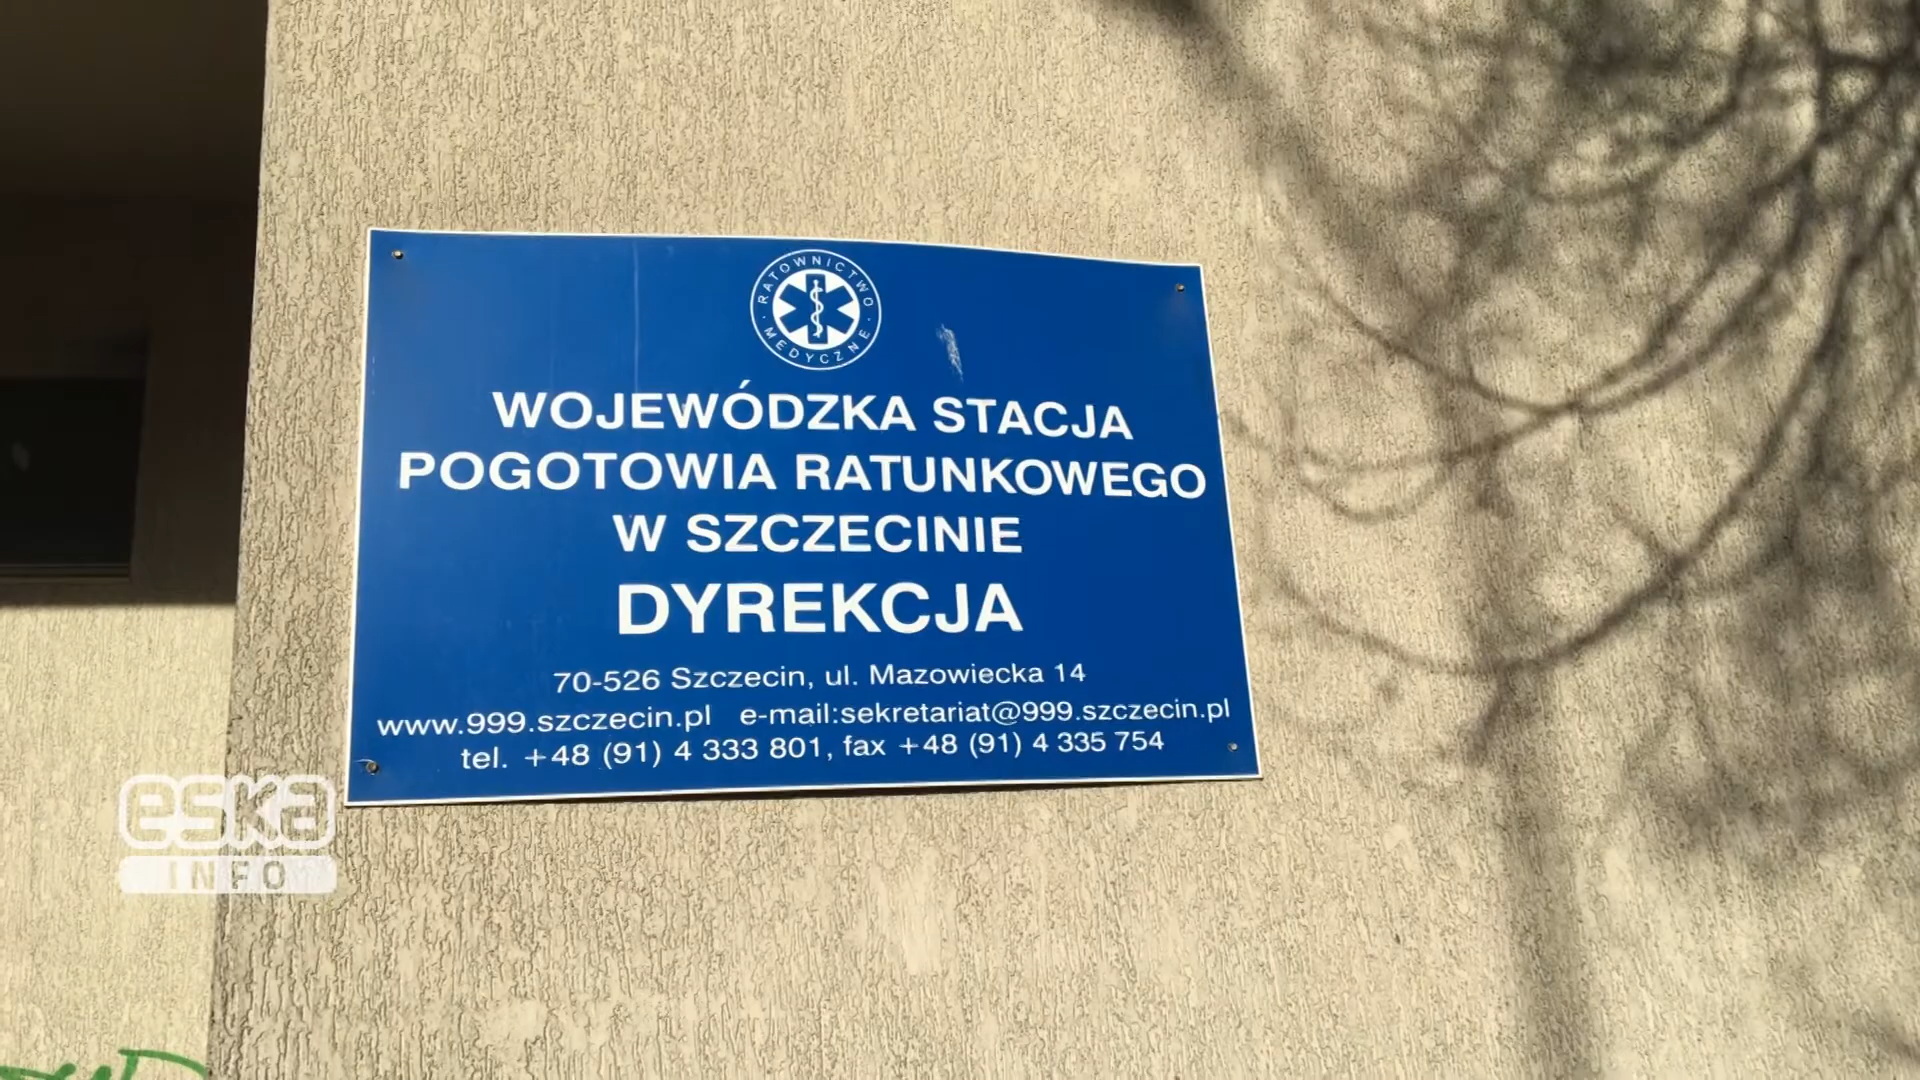 RATOWNICTWO
MEDYCZNE
WOJEWÓDZKA STACJA
POGOTOWIA RATUNKOWEGO
W SZCZECINIE
DYREKCJA
70-526 Szczecin, ul. Mazowiecka 14
www.999.szczecin.pl e-mail:sekretariat@999.szczecin.pl
tel. +48 (91) 4 333 801, fax +48 (91) 4 335 754
eska
INFO